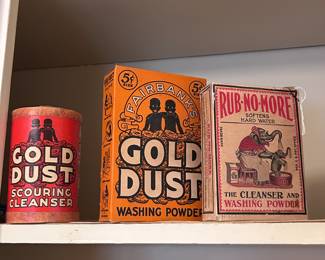 GOLD
DUST
SCOURING
CLEANSER
5¢
5¢
FAIRBANK'S
GOLD
DUST
WASHING POWDER
RUB-NO-MORE
SOFTENS
HARD WATER
THE CLEANSER AND
WASHING POWDER